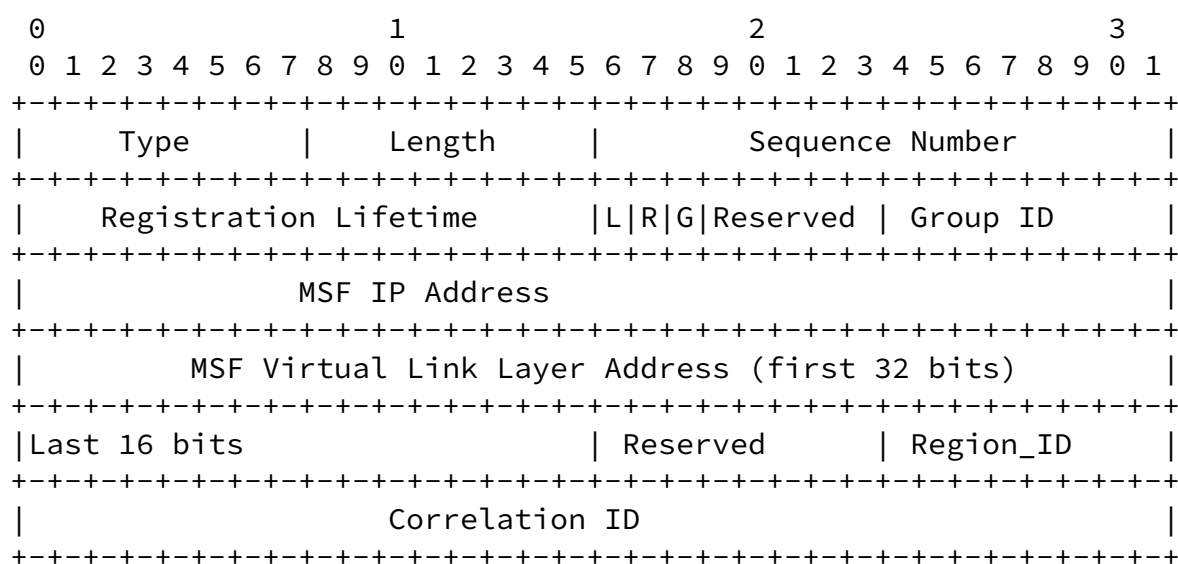 0                   1                   2                   3
 0 1 2 3 4 5 6 7 8 9 0 1 2 3 4 5 6 7 8 9 0 1 2 3 4 5 6 7 8 9 0 1
+-+-+-+-+-+-+-+-+-+-+-+-+-+-+-+-+-+-+-+-+-+-+-+-+-+-+-+-+-+-+-+-+
|     Type      |    Length     |        Sequence Number        |
+-+-+-+-+-+-+-+-+-+-+-+-+-+-+-+-+-+-+-+-+-+-+-+-+-+-+-+-+-+-+-+-+
|    Registration Lifetime      |L|R|G|Reserved | Group ID      |
+-+-+-+-+-+-+-+-+-+-+-+-+-+-+-+-+-+-+-+-+-+-+-+-+-+-+-+-+-+-+-+-+
|               MSF IP Address                                  |
+-+-+-+-+-+-+-+-+-+-+-+-+-+-+-+-+-+-+-+-+-+-+-+-+-+-+-+-+-+-+-+-+
|         MSF Virtual Link Layer Address (first 32 bits)        |
+-+-+-+-+-+-+-+-+-+-+-+-+-+-+-+-+-+-+-+-+-+-+-+-+-+-+-+-+-+-+-+-+
|Last 16 bits                   | Reserved      | Region_ID     |
+-+-+-+-+-+-+-+-+-+-+-+-+-+-+-+-+-+-+-+-+-+-+-+-+-+-+-+-+-+-+-+-+
|                    Correlation ID                             |
+-+-+-+-+-+-+-+-+-+-+-+-+-+-+-+-+-+-+-+-+-+-+-+-+-+-+-+-+-+-+-+-+